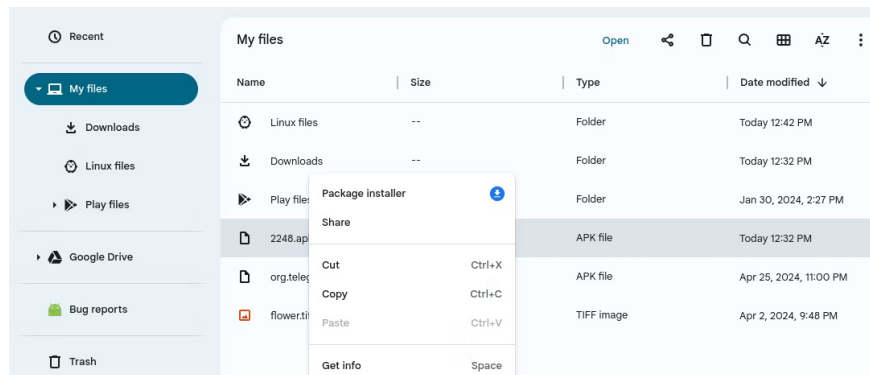 Recent
My files
Downloads
Linux files
Play files
Google Drive
Bug reports
Trash
My files Open AZ
Name Size Type Date modified
Linux files -- Folder Today 12:42 PM
Downloads -- Folder Today 12:32 PM
Play files Folder Jan 30, 2024, 2:27 PM
2248.ap APK file Today 12:32 PM
org.teleg APK file Apr 25, 2024, 11:00 PM
flower.tif TIFF image Apr 2, 2024, 9:48 PM
Package installer
Share
Cut Ctrl+X
Copy Ctrl+C
Paste Ctrl+V
Get info Space